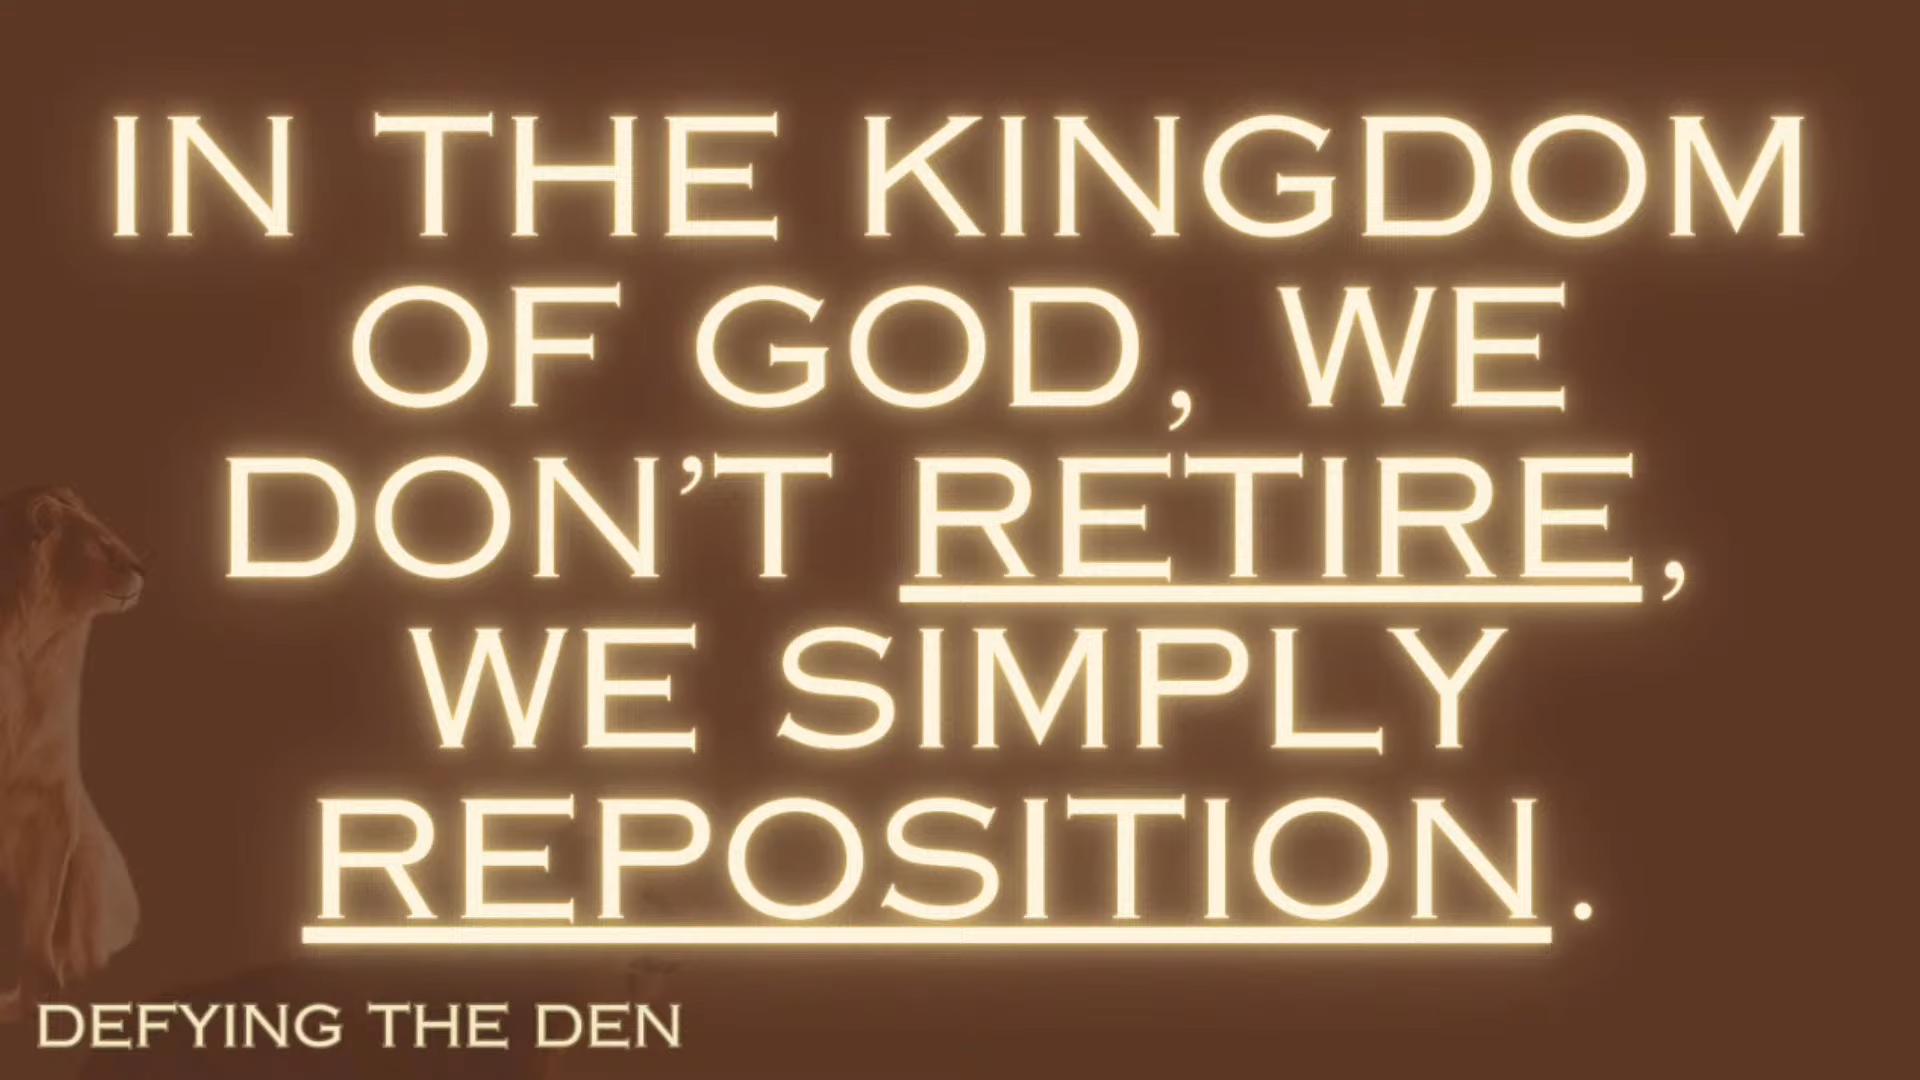 IN THE KINGDOM
OF GOD, WE
DON’T RETIRE,
WE SIMPLY
REPOSITION.
DEFYING THE DEN